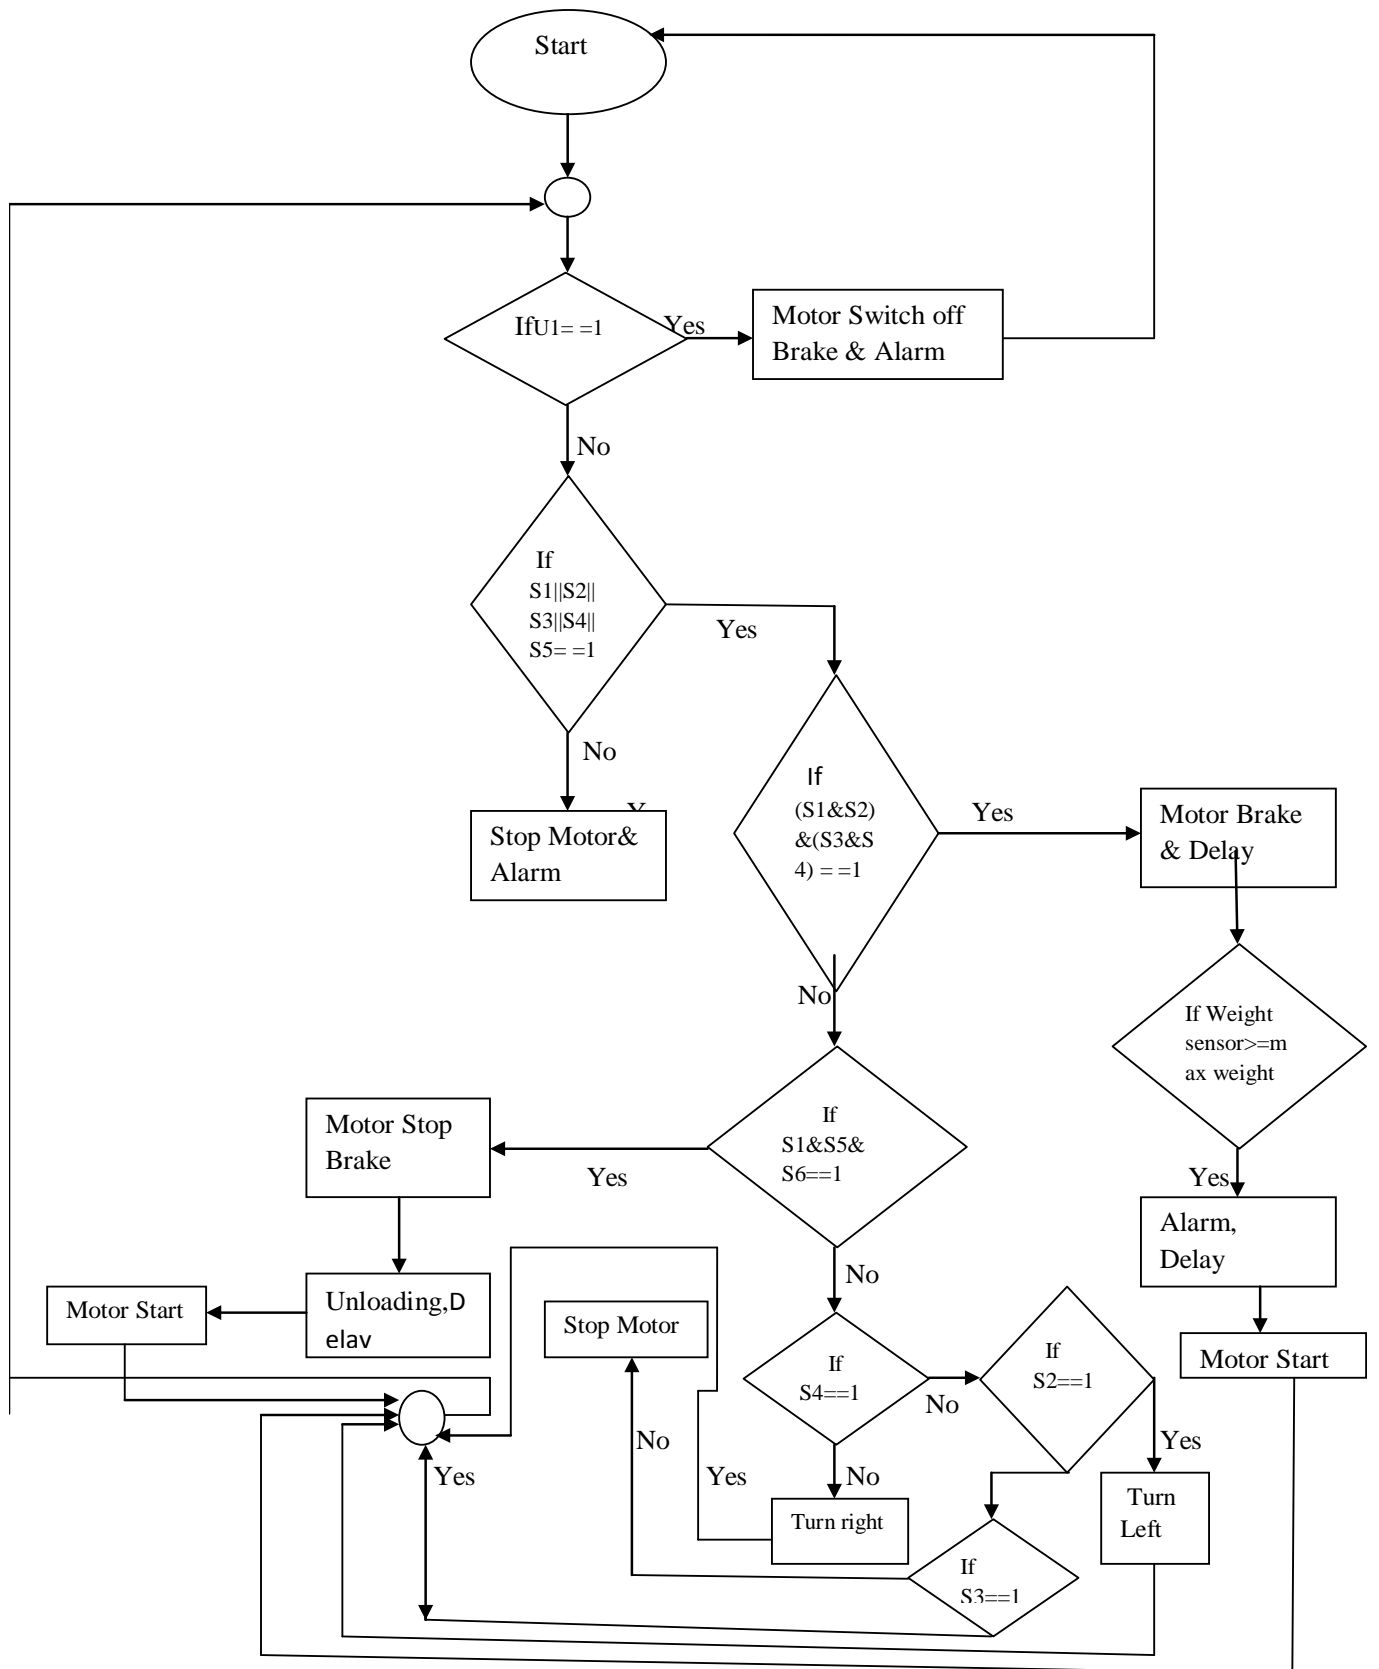 Start
IfU1= =1
Yes
Motor Switch off
Brake & Alarm
No
If
S1||S2||
S3||S4||
S5= =1
Yes
No
Stop Motor&
Alarm
If
(S1&S2)
&(S3&S
4) = =1
Yes
Motor Brake
& Delay
No
If Weight
sensor>=m
ax weight
Yes
Alarm,
Delay
Motor Start
If
S1&S5&
S6==1
Yes
Motor Stop
Brake
Unloading,D
elay
Motor Start
No
Stop Motor
If
S4==1
No
If
S2==1
Yes
Turn
Left
No
Turn right
Yes
No
Yes
If
S3==1